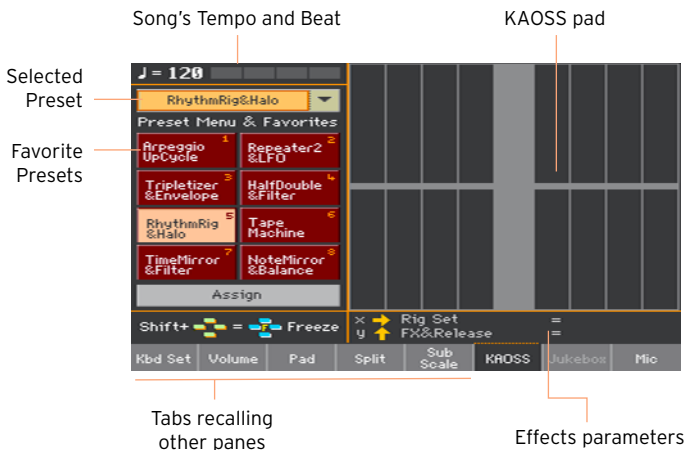 Song's Tempo and Beat
KAOSS pad
Selected
Preset
Favorite
Presets
♩= 120
RhythmRig&Halo
Preset Menu & Favorites
Arpeggio 1
UpCycle
Repeater2 2
&LFO
Tripletizer 3
&Envelope
HalfDouble 4
&Filter
RhythmRig 5
&Halo
Tape 6
Machine
TimeMirror 7
&Filter
NoteMirror 8
&Balance
Assign
Shift+ = F Freeze
x Rig Set =
y FX&Release =
Kbd Set
Volume
Pad
Split
Sub
Scale
KAOSS
Jukebox
Mic
Tabs recalling
other panes
Effects parameters